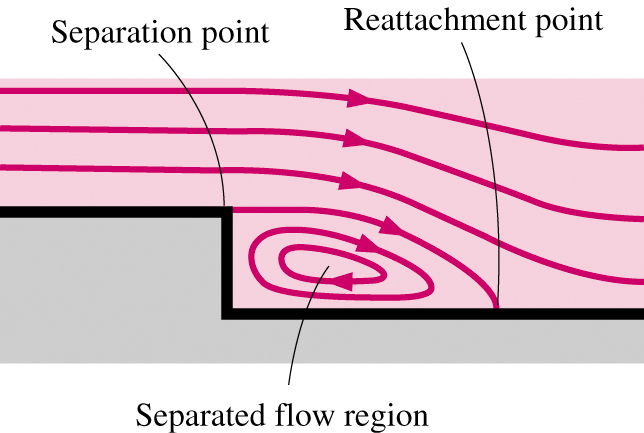 Reattachment point
Separation point
Separated flow region